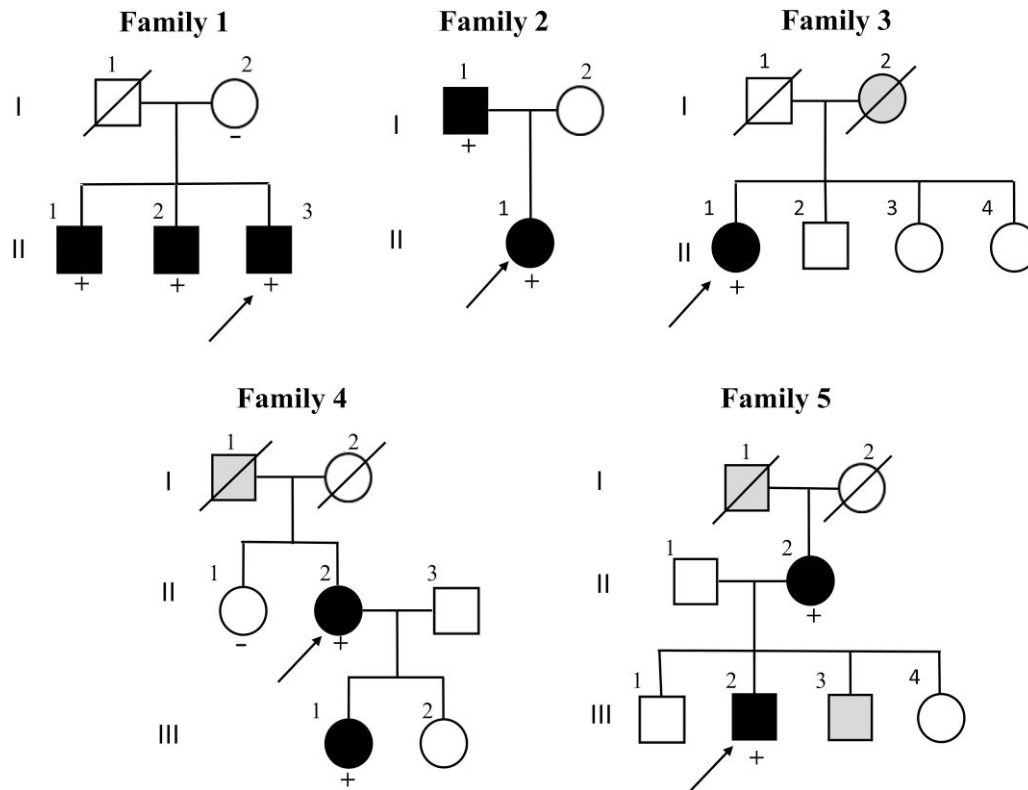 Family 1
1 2
I
-
1 2 3
II
+ + +
Family 2
1 2
I
+
1
II
+
Family 3
1 2
I
1 2 3 4
II
+
Family 4
1 2
I
1 2 3
II
- +
1 2
III
+
Family 5
1 2
I
1 2
II
+
1 2 3 4
III
+